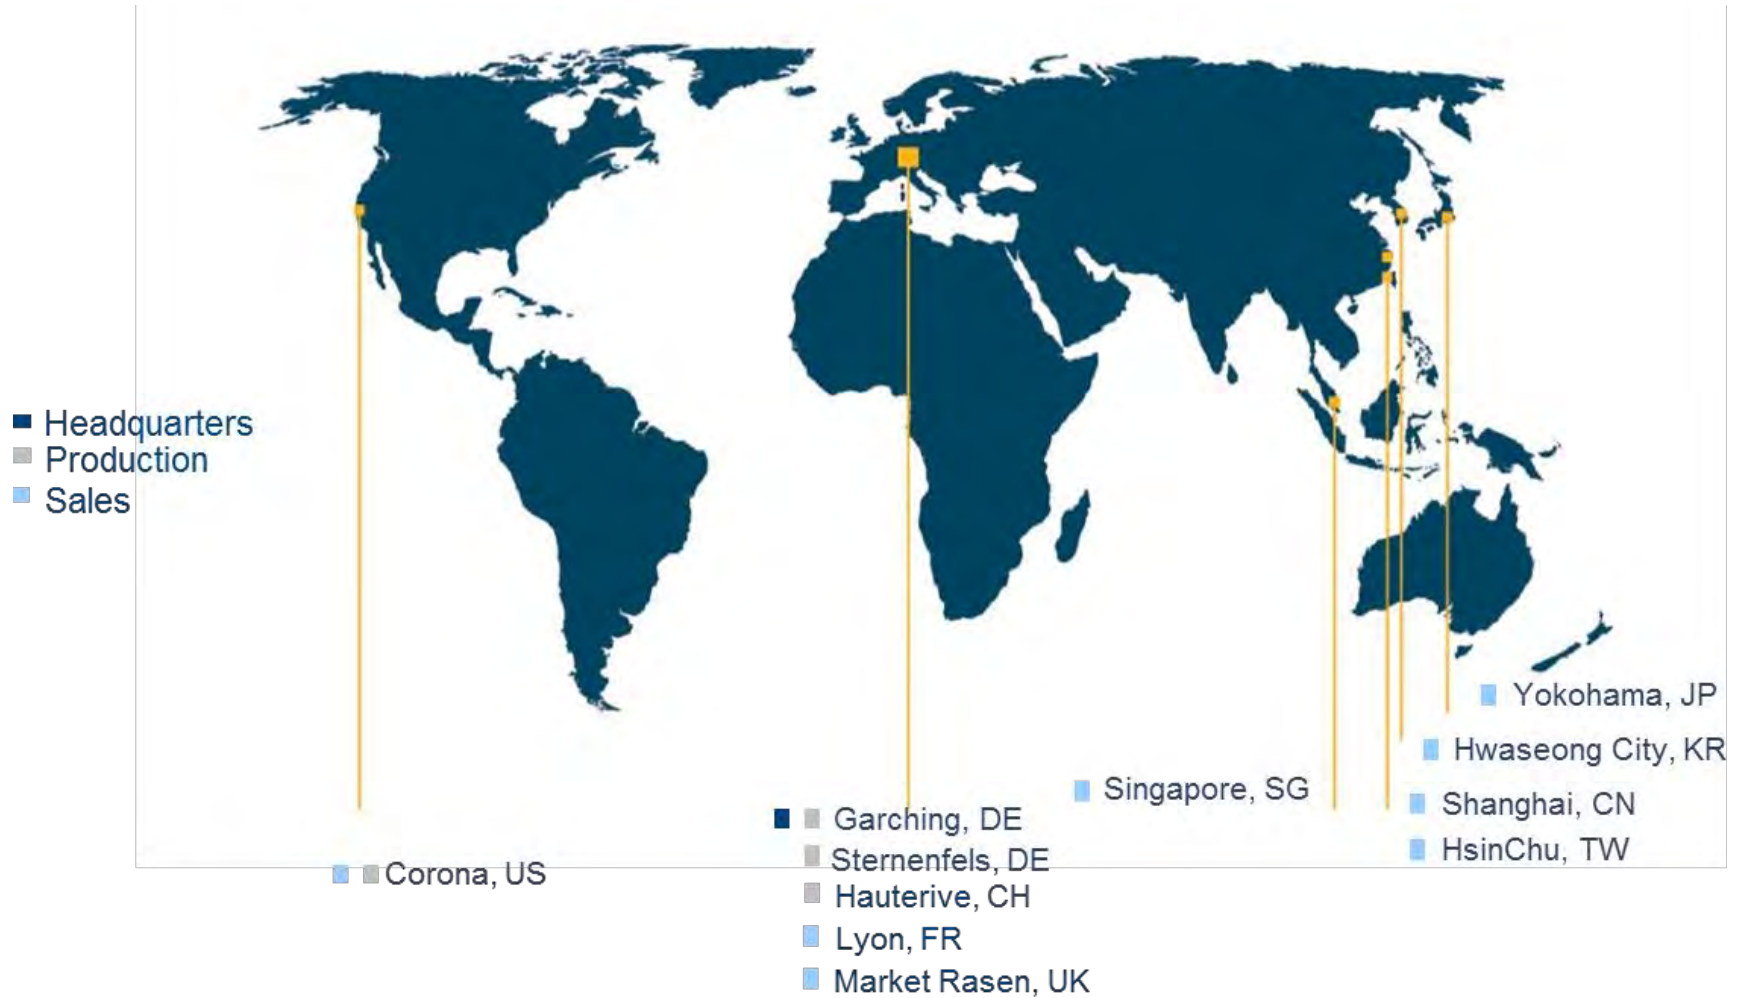 Headquarters
Production
Sales
Yokohama, JP
Hwaseong City, KR
Singapore, SG
Shanghai, CN
Garching, DE
HsinChu, TW
Sternenfels, DE
Corona, US
Hauterive, CH
Lyon, FR
Market Rasen, UK